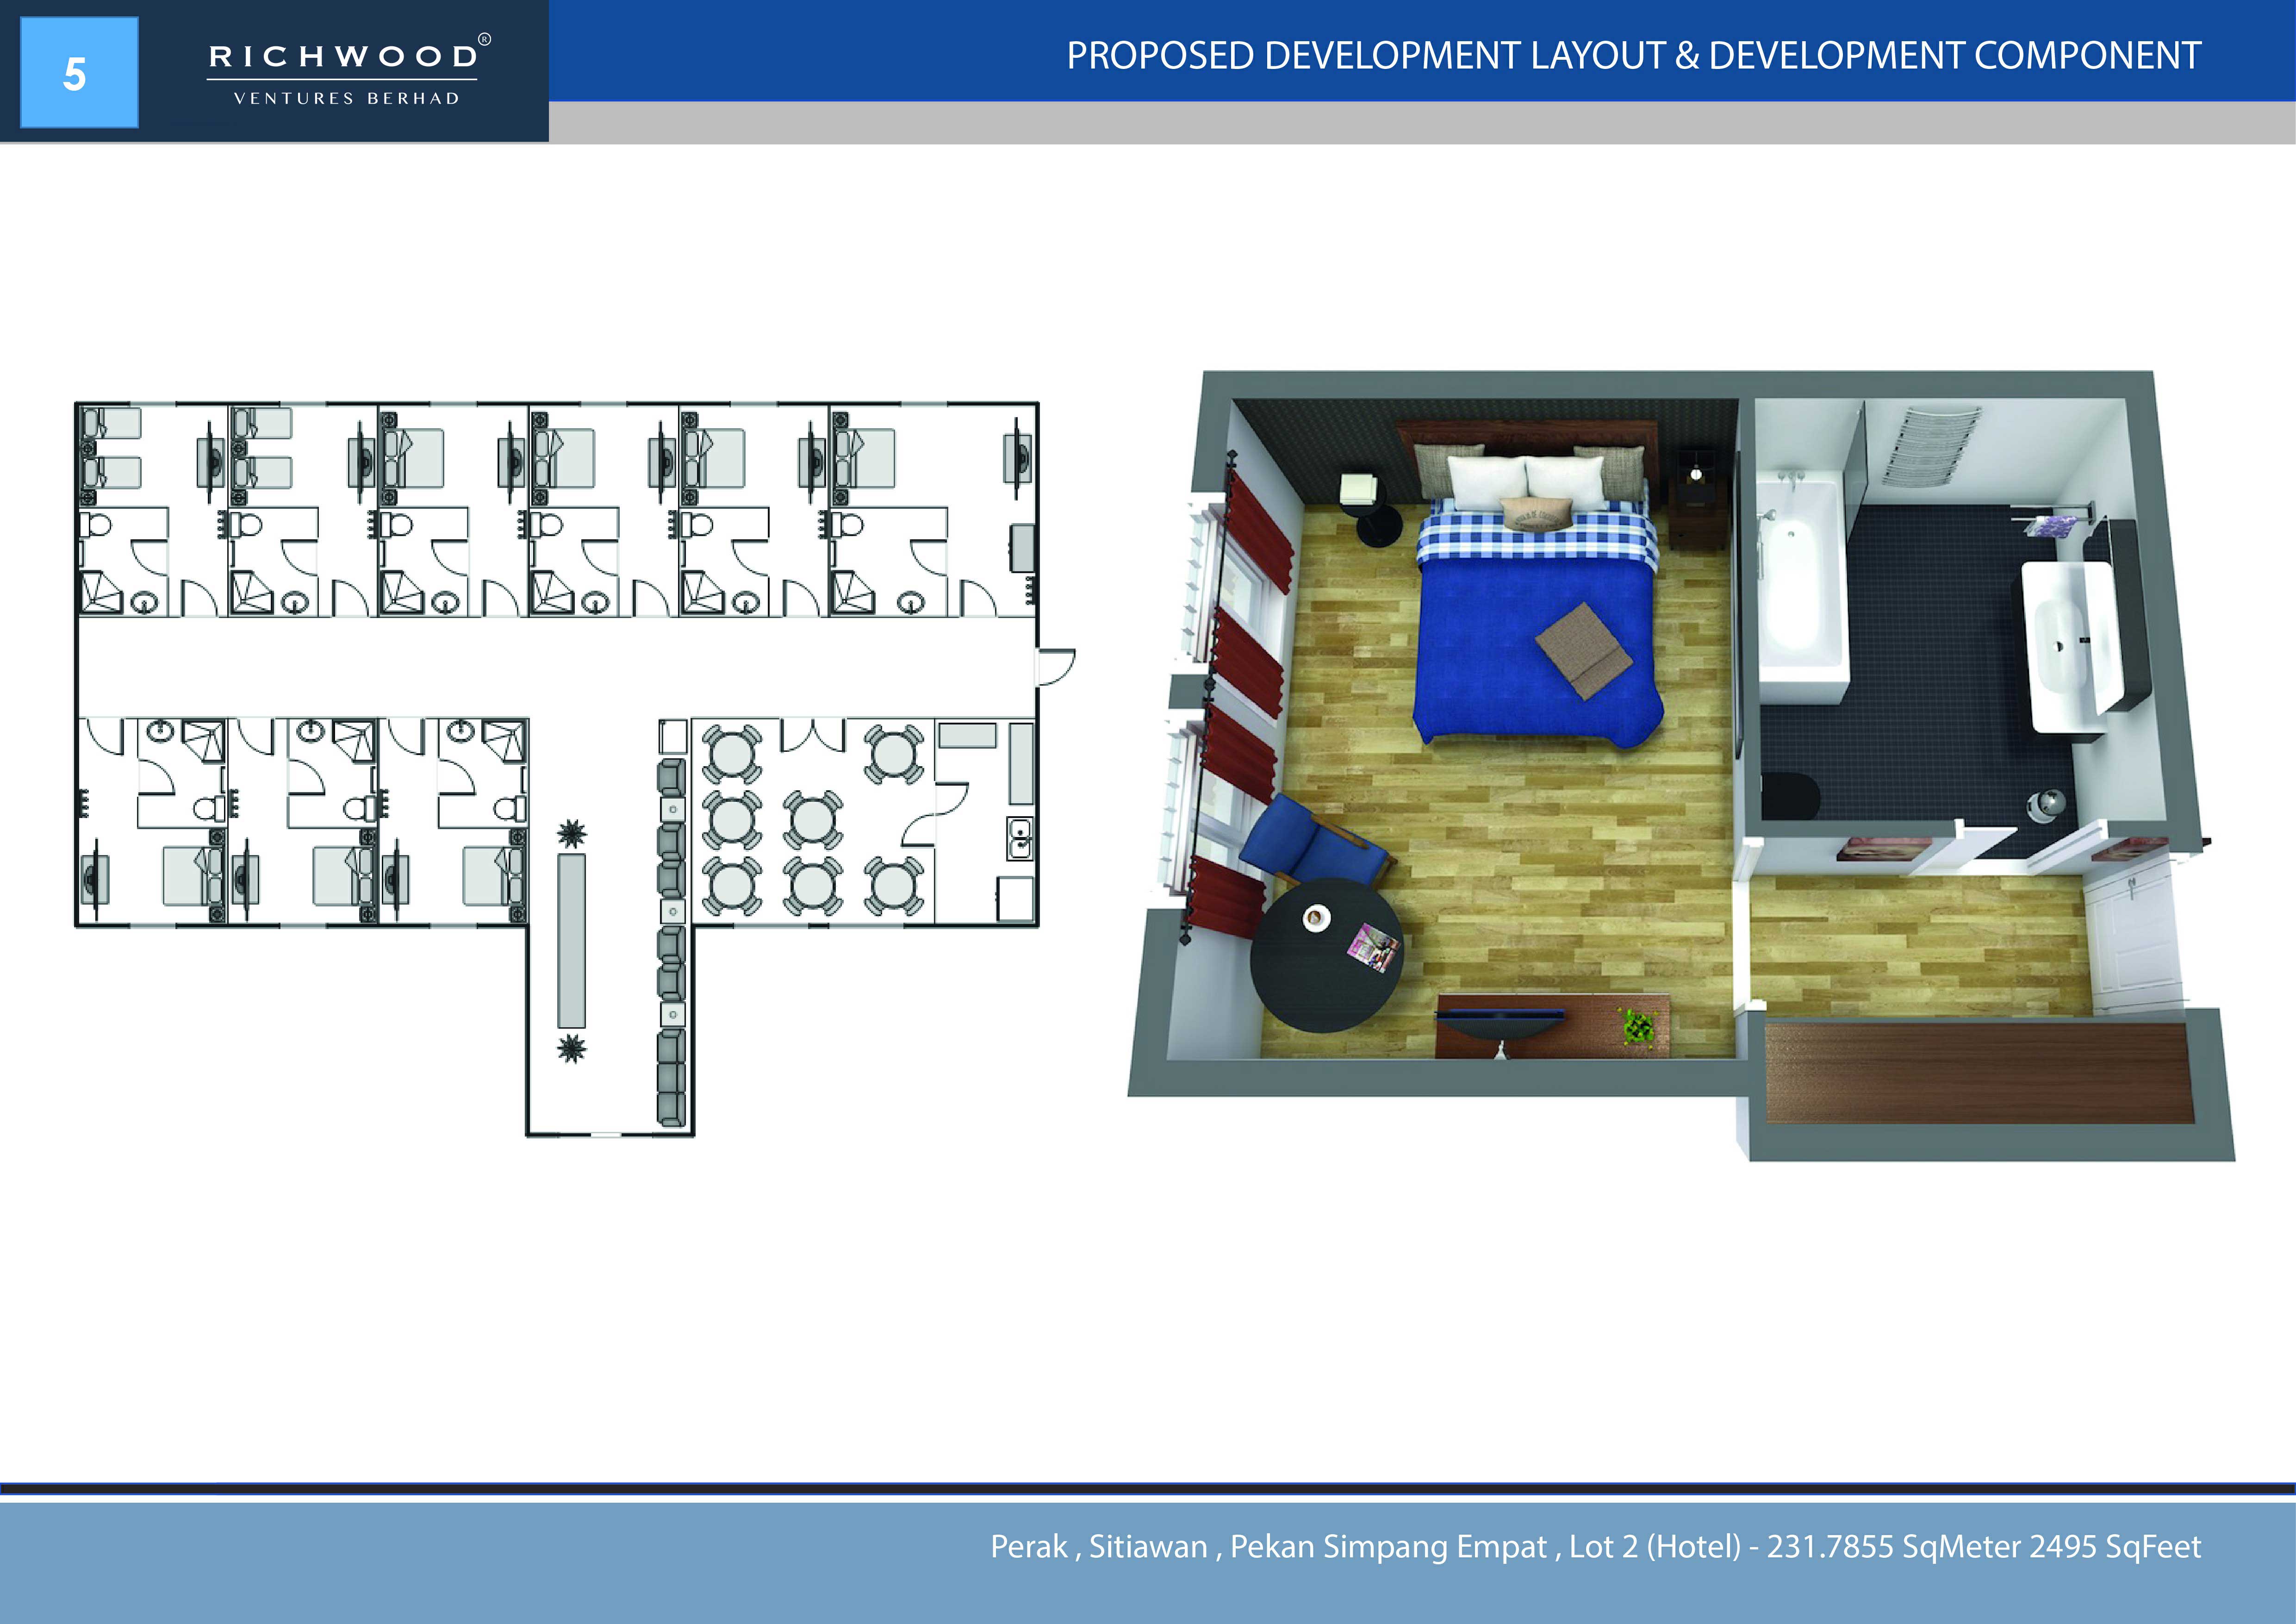 5
RICHWOOD®
VENTURES BERHAD
PROPOSED DEVELOPMENT LAYOUT & DEVELOPMENT COMPONENT
Perak , Sitiawan , Pekan Simpang Empat , Lot 2 (Hotel) - 231.7855 SqMeter 2495 SqFeet